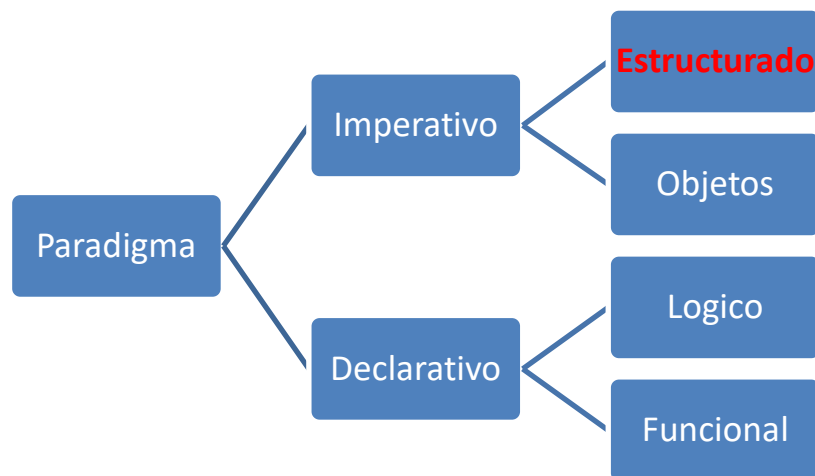 Estructurado
Imperativo
Objetos
Paradigma
Logico
Declarativo
Funcional